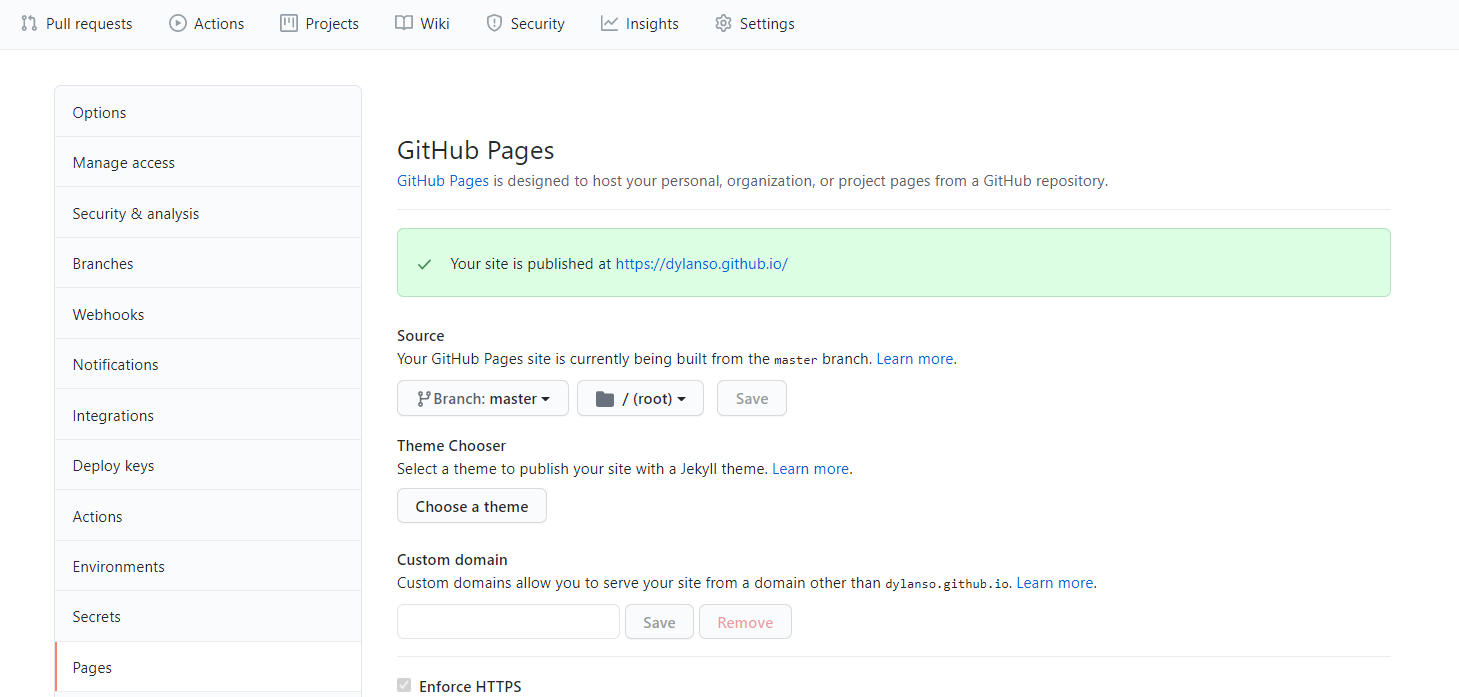 Pull requests Actions Projects Wiki Security Insights Settings
Options
Manage access
Security & analysis
Branches
Webhooks
Notifications
Integrations
Deploy keys
Actions
Environments
Secrets
Pages
GitHub Pages
GitHub Pages is designed to host your personal, organization, or project pages from a GitHub repository.
Your site is published at https://dylanso.github.io/
Source
Your GitHub Pages site is currently being built from the master branch. Learn more.
Branch: master / (root) Save
Theme Chooser
Select a theme to publish your site with a Jekyll theme. Learn more.
Choose a theme
Custom domain
Custom domains allow you to serve your site from a domain other than dylanso.github.io. Learn more.
Save Remove
Enforce HTTPS